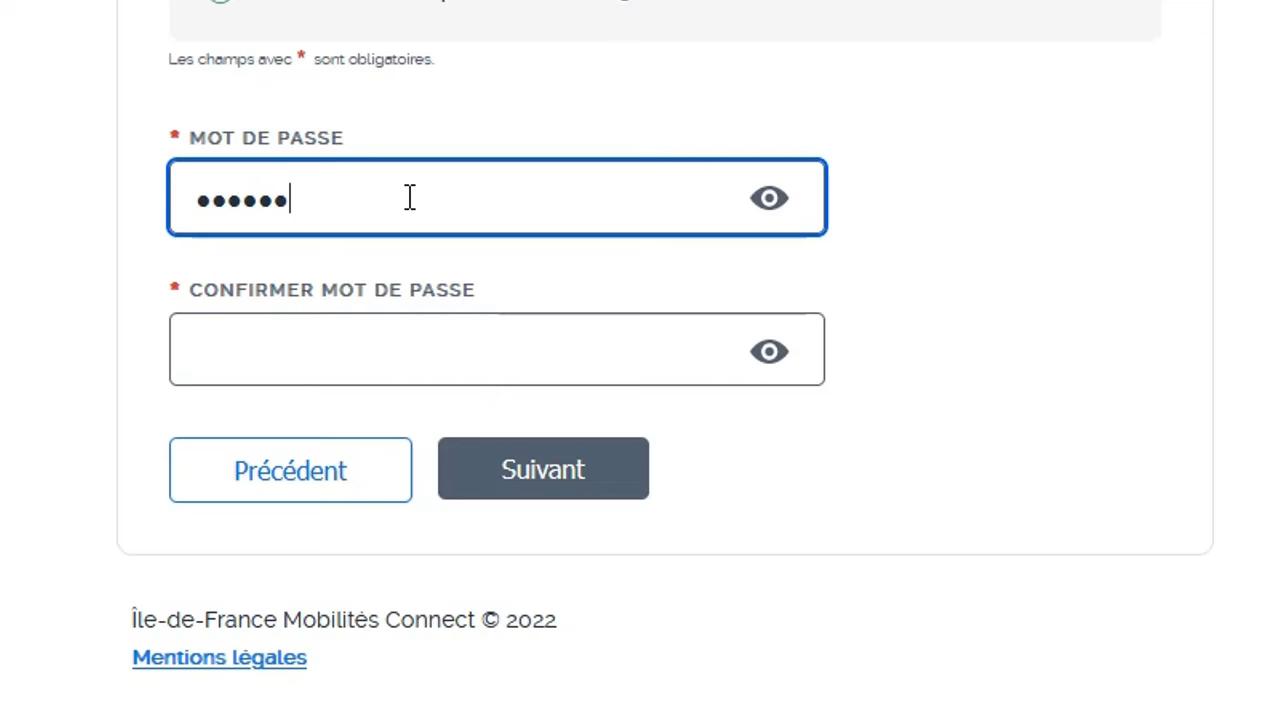 Les champs avec * sont obligatoires.
* MOT DE PASSE
••••••
* CONFIRMER MOT DE PASSE
Précédent
Suivant
Île-de-France Mobilités Connect © 2022
Mentions légales